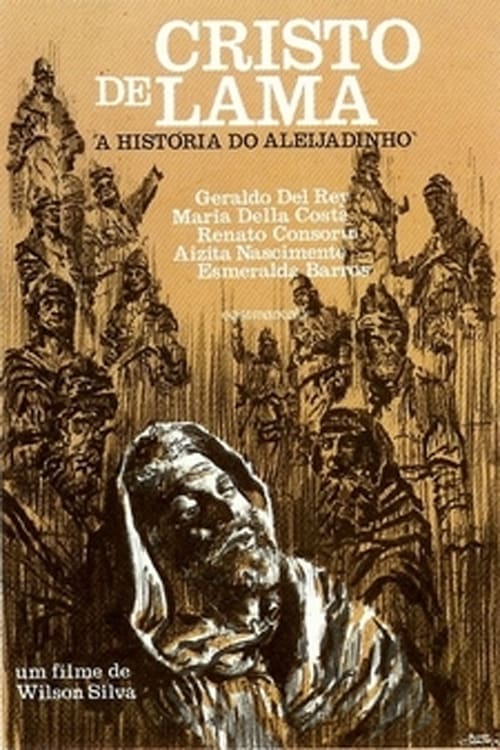 CRISTO
DE LAMA
"A HISTÓRIA DO ALEIJADINHO"
Geraldo Del Rey
Maria Della Costa
Renato Consorte
Aizita Nascimento
Esmeralda Barros
um filme de
Wilson Silva